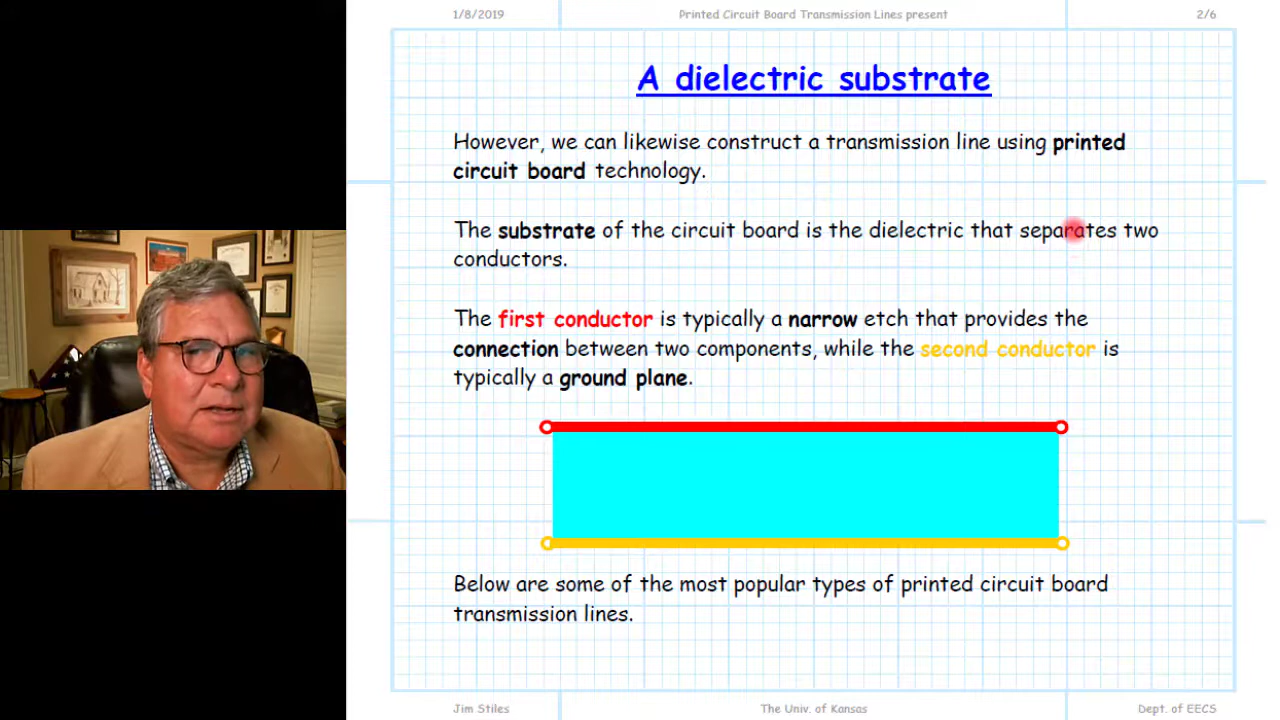 1/8/2019 Printed Circuit Board Transmission Lines present 2/6
A dielectric substrate
However, we can likewise construct a transmission line using printed
circuit board technology.
The substrate of the circuit board is the dielectric that separates two
conductors.
The first conductor is typically a narrow etch that provides the
connection between two components, while the second conductor is
typically a ground plane.
Below are some of the most popular types of printed circuit board
transmission lines.
Jim Stiles The Univ. of Kansas Dept. of EECS